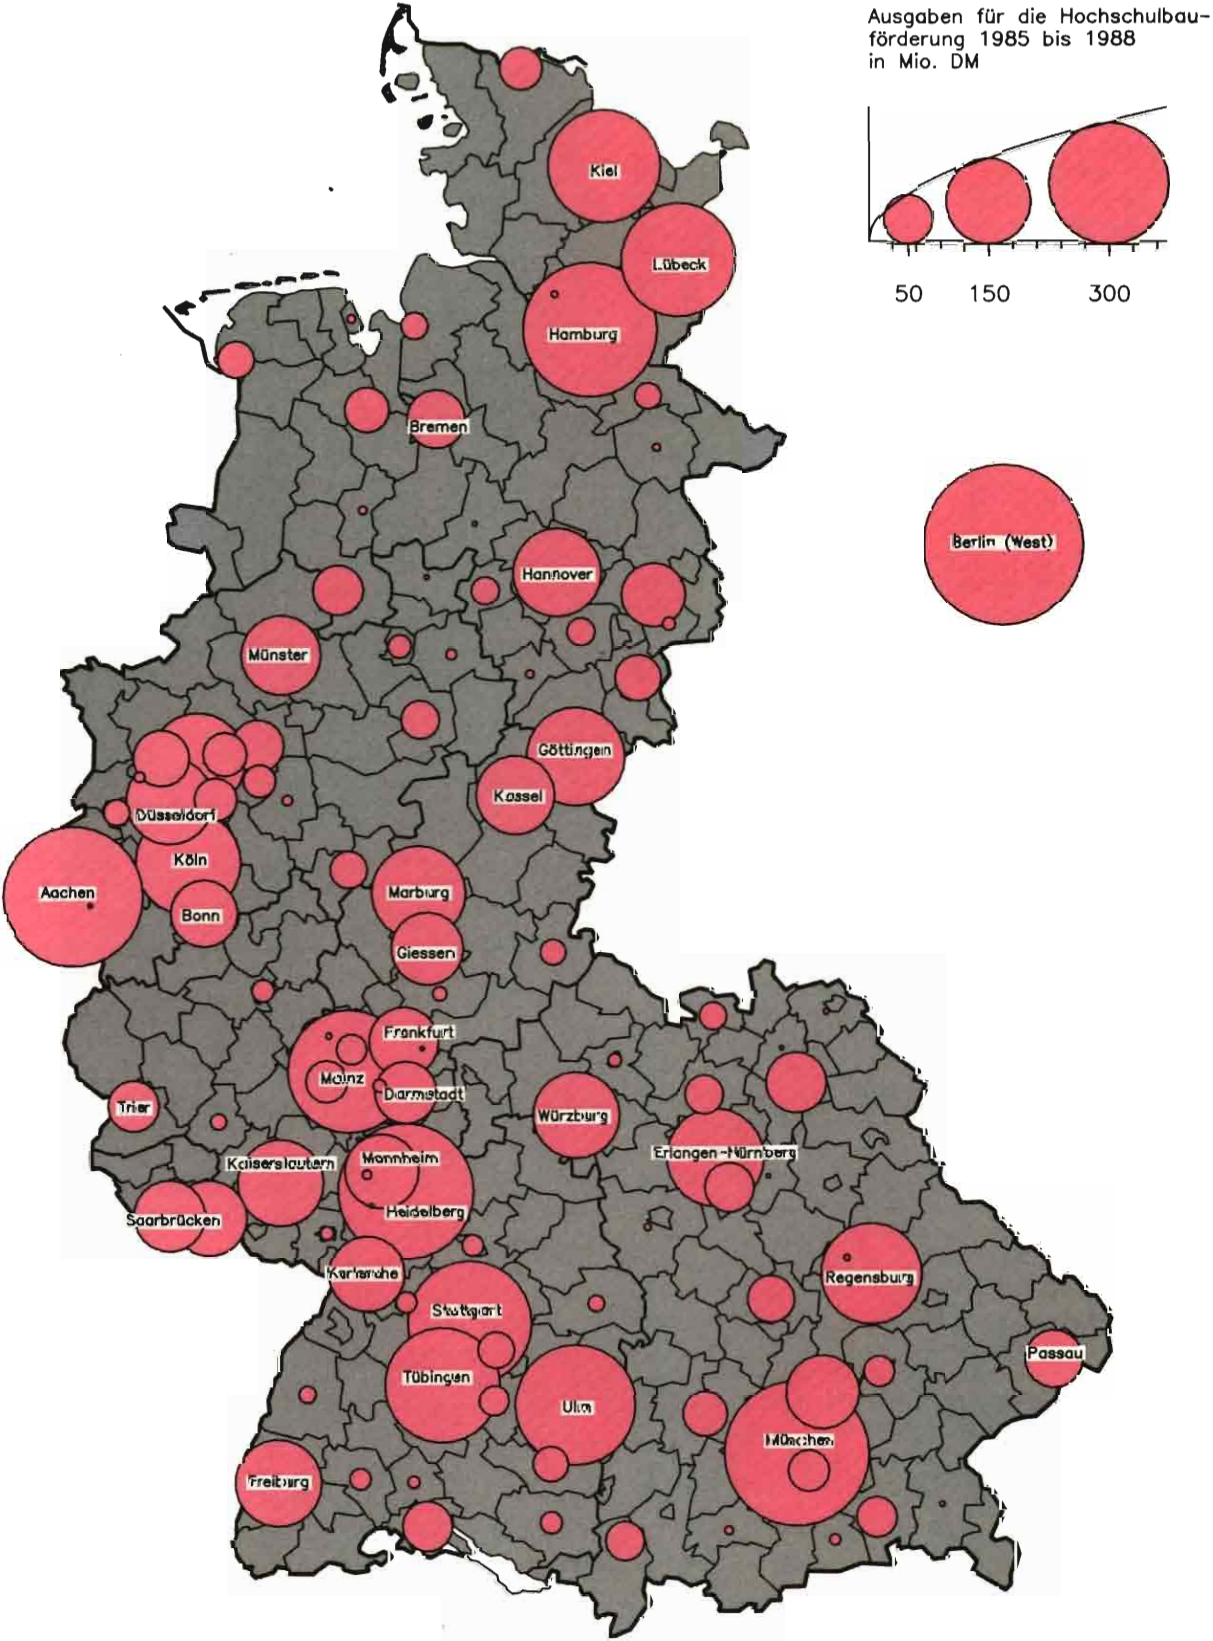 Ausgaben für die Hochschulbau-
förderung 1985 bis 1988
in Mio. DM
50 150 300
Kiel
Lübeck
Hamburg
Bremen
Berlin (West)
Hannover
Münster
Göttingen
Kassel
Düsseldorf
Köln
Aachen
Marburg
Bonn
Giessen
Frankfurt
Mainz
Darmstadt
Trier
Würzburg
Erlangen-Nürnberg
Kaiserslautern
Mannheim
Heidelberg
Saarbrücken
Karlsruhe
Regensburg
Stuttgart
Passau
Tübingen
Ulm
München
Freiburg